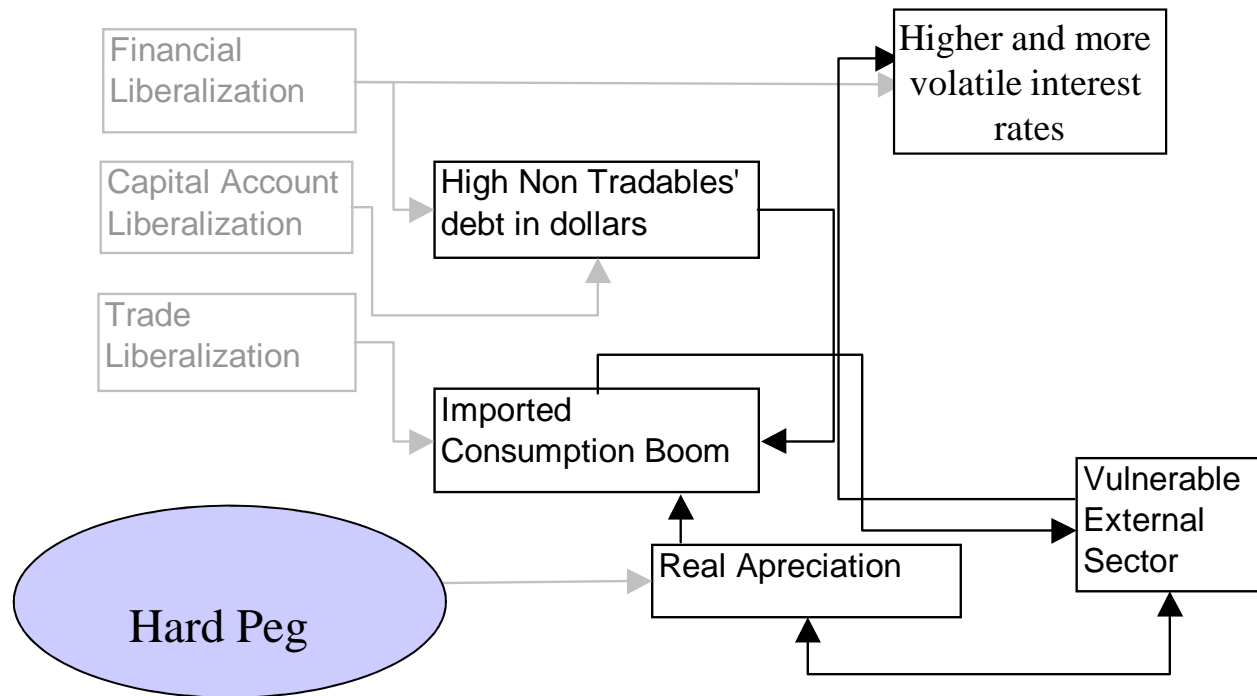 Financial
Liberalization
Higher and more
volatile interest
rates
Capital Account
Liberalization
High Non Tradables'
debt in dollars
Trade
Liberalization
Imported
Consumption Boom
Vulnerable
External
Sector
Real Apreciation
Hard Peg